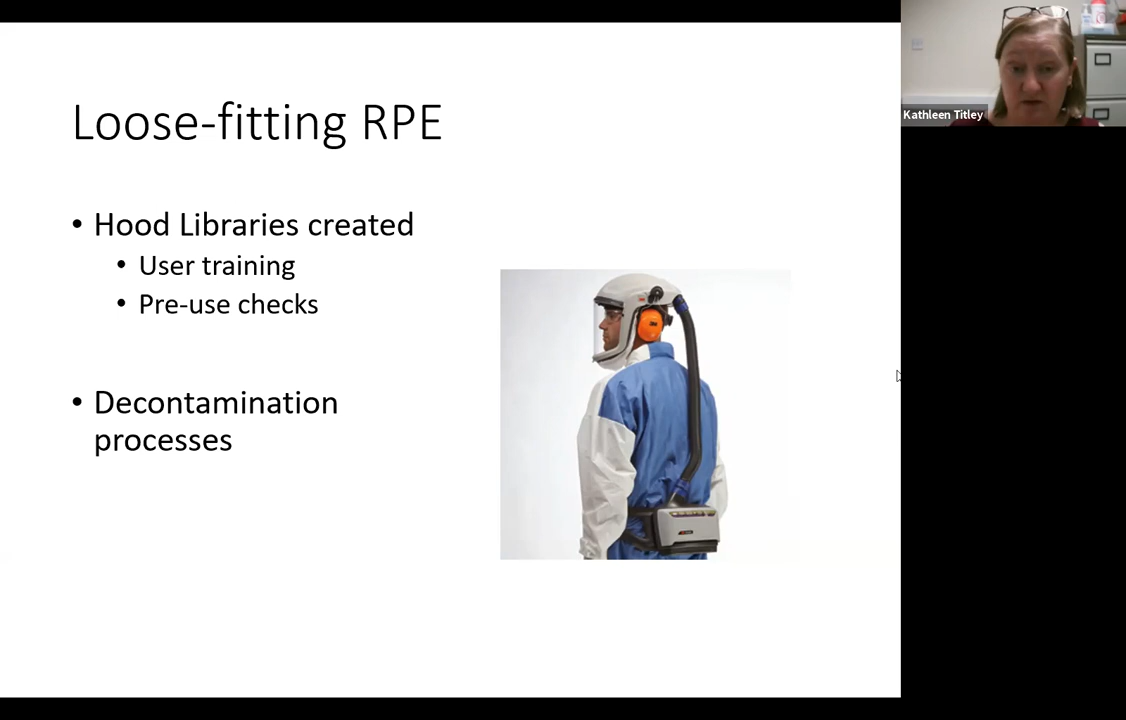 Loose-fitting RPE
• Hood Libraries created
• User training
• Pre-use checks
• Decontamination
processes
Kathleen Titley